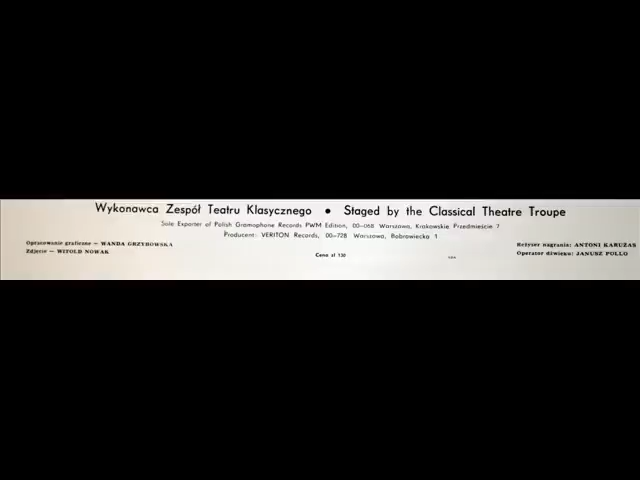 Wykonawca Zespół Teatru Klasycznego • Staged by the Classical Theatre Troupe
Sole Exporter of Polish Gramophone Records PWM Edition, 00-068 Warszawa, Krakowskie Przedmieście 7
Producent: VERITON Records, 00-728 Warszawa, Bobrowiecka 1
Opracowanie graficzne — WANDA GRZYBOWSKA
Zdjęcie — WITOLD NOWAK
Cena zł 130
Reżyser nagrania: ANTONI KARUŻAS
Operator dźwięku: JANUSZ POLLO